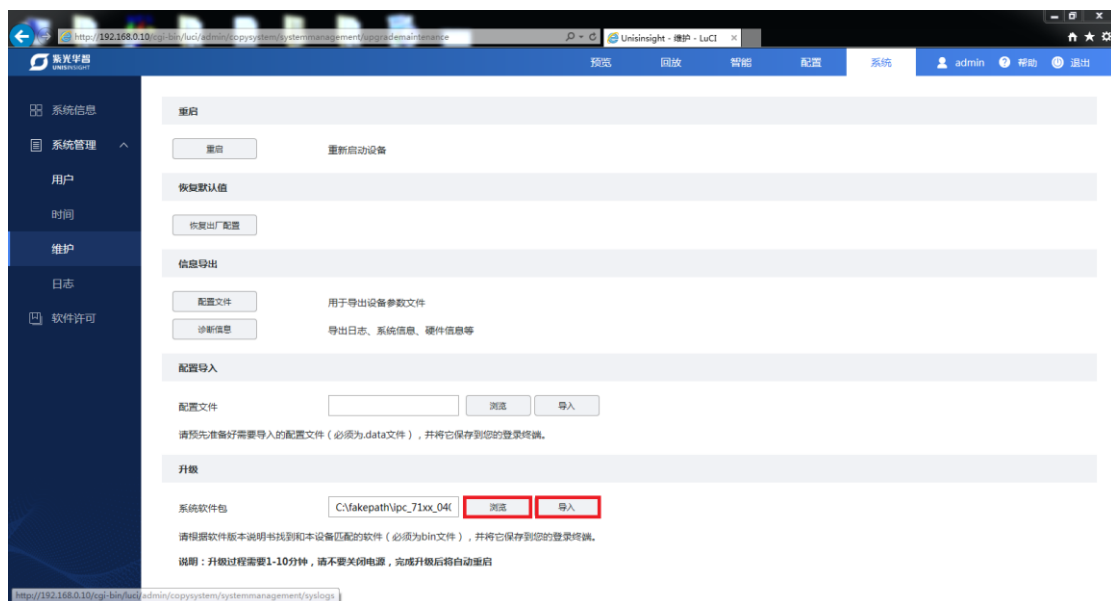 http://192.168.0.10/cgi-bin/luci/admin/copysystem/systemmanagement/upgrademaintenance
Unisinsight - 维护 - LuCI
紫光华智
UNISINSIGHT
预览 回放 智能 配置 系统 admin 帮助 退出
系统信息
系统管理
用户
时间
维护
日志
软件许可
重启
重启 重新启动设备
恢复默认值
恢复出厂配置
信息导出
配置文件 用于导出设备参数文件
诊断信息 导出日志、系统信息、硬件信息等
配置导入
配置文件 浏览 导入
请预先准备好需要导入的配置文件（必须为.data文件），并将它保存到您的登录终端。
升级
系统软件包 C:\fakepath\ipc_71xx_04( 浏览 导入
请根据软件版本说明书找到和本设备匹配的软件（必须为bin文件），并将它保存到您的登录终端。
说明：升级过程需要1-10分钟，请不要关闭电源，完成升级后将自动重启
http://192.168.0.10/cgi-bin/luci/admin/copysystem/systemmanagement/syslogs